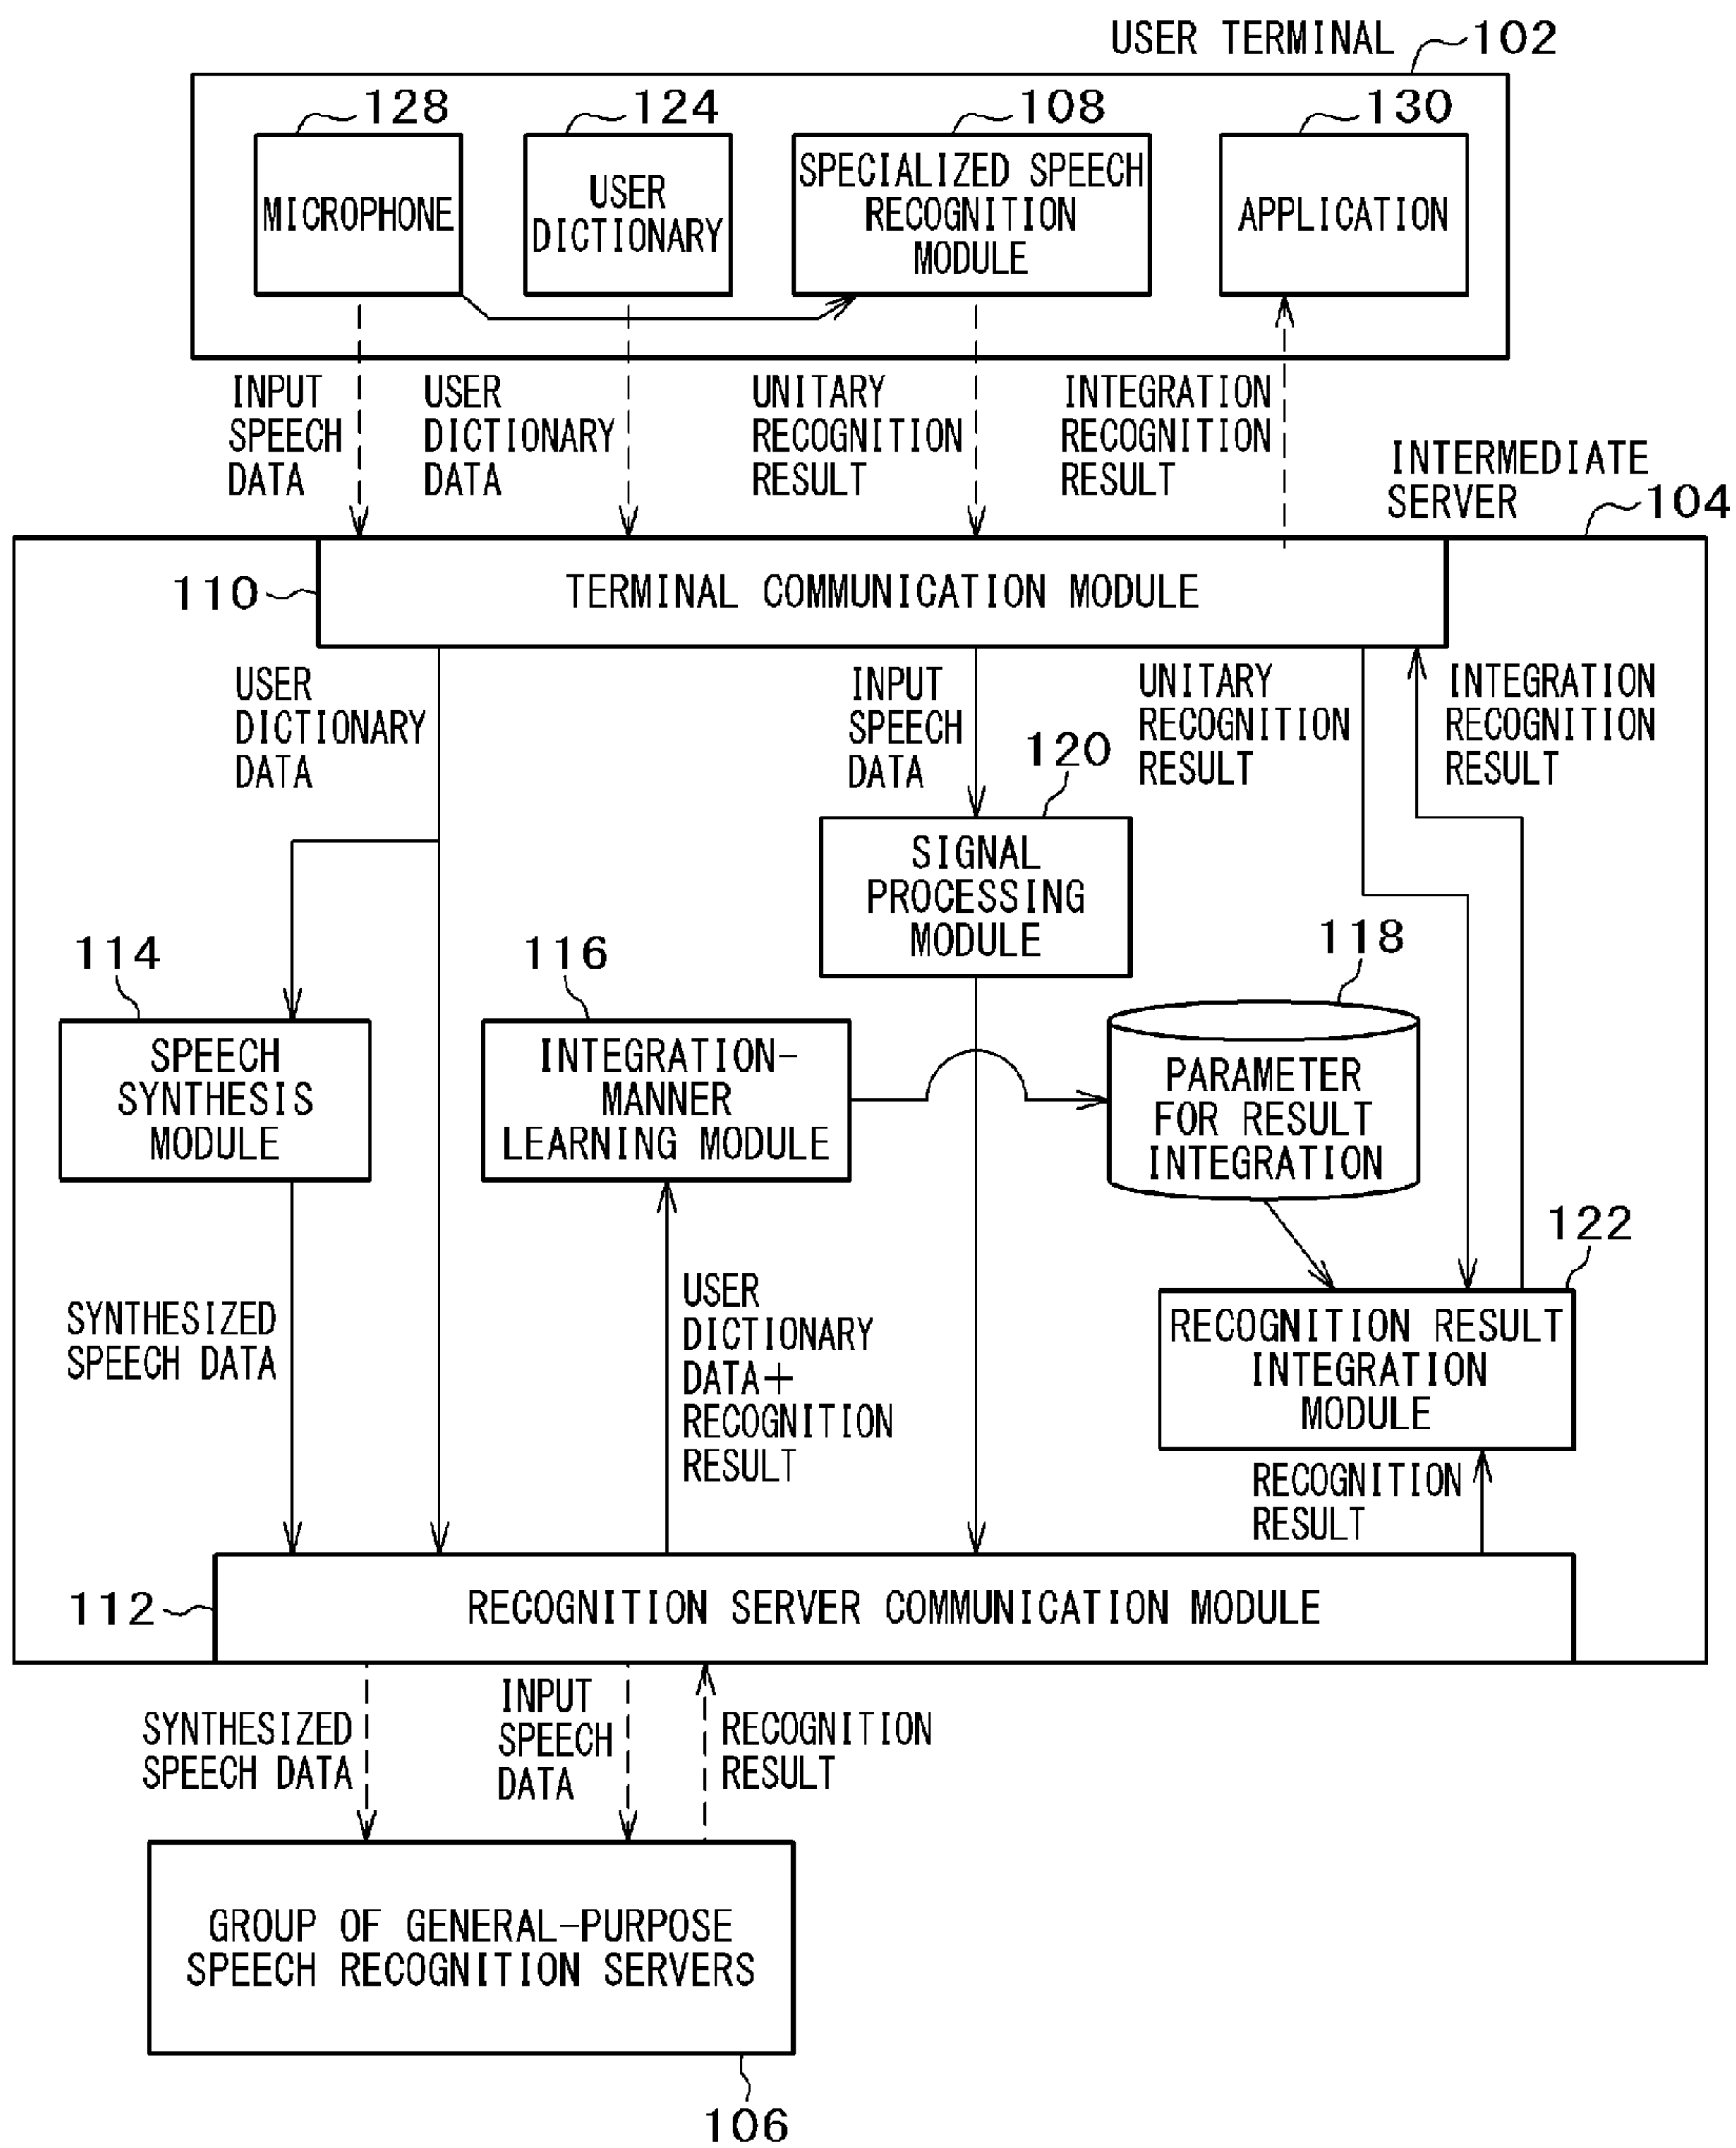 USER TERMINAL 102
128
124
108
130
MICROPHONE
USER
DICTIONARY
SPECIALIZED SPEECH
RECOGNITION
MODULE
APPLICATION
INPUT
SPEECH
DATA
USER
DICTIONARY
DATA
UNITARY
RECOGNITION
RESULT
INTEGRATION
RECOGNITION
RESULT
INTERMEDIATE
SERVER
104
110
TERMINAL COMMUNICATION MODULE
USER
DICTIONARY
DATA
INPUT
SPEECH
DATA
UNITARY
RECOGNITION
RESULT
INTEGRATION
RECOGNITION
RESULT
120
SIGNAL
PROCESSING
MODULE
114
SPEECH
SYNTHESIS
MODULE
116
INTEGRATION-
MANNER
LEARNING MODULE
118
PARAMETER
FOR RESULT
INTEGRATION
122
RECOGNITION RESULT
INTEGRATION
MODULE
SYNTHESIZED
SPEECH DATA
USER
DICTIONARY
DATA+
RECOGNITION
RESULT
RECOGNITION
RESULT
112
RECOGNITION SERVER COMMUNICATION MODULE
SYNTHESIZED
SPEECH DATA
INPUT
SPEECH
DATA
RECOGNITION
RESULT
GROUP OF GENERAL-PURPOSE
SPEECH RECOGNITION SERVERS
106